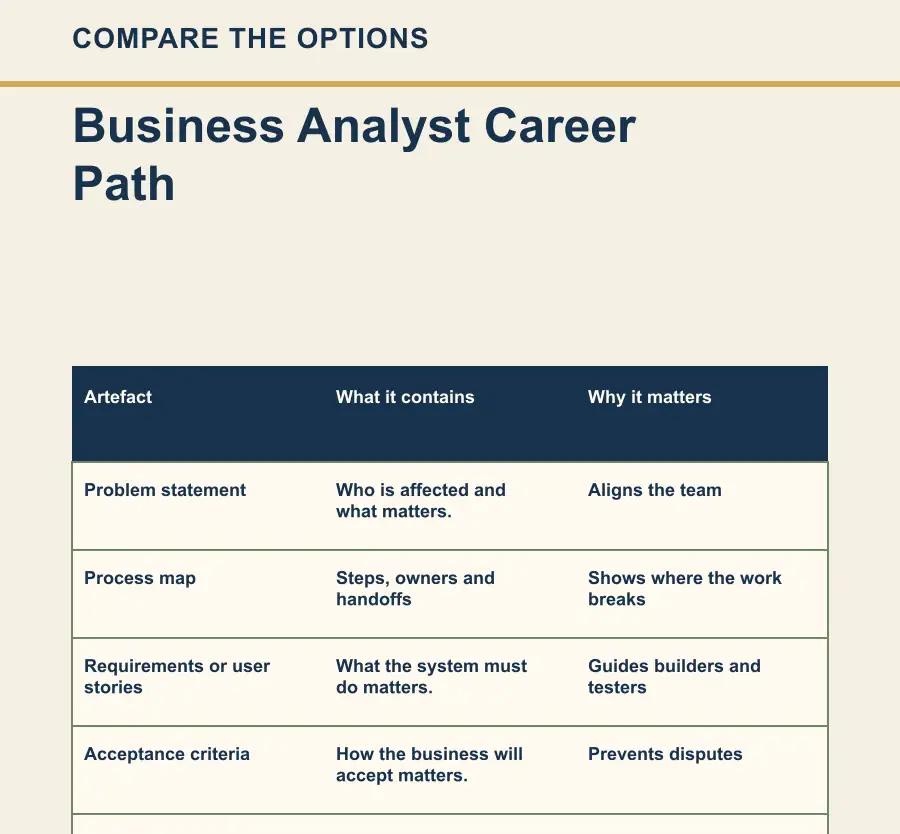 COMPARE THE OPTIONS
Business Analyst Career
Path
Artefact
What it contains
Why it matters
Problem statement
Who is affected and
what matters.
Aligns the team
Process map
Steps, owners and
handoffs
Shows where the work
breaks
Requirements or user
stories
What the system must
do matters.
Guides builders and
testers
Acceptance criteria
How the business will
accept matters.
Prevents disputes